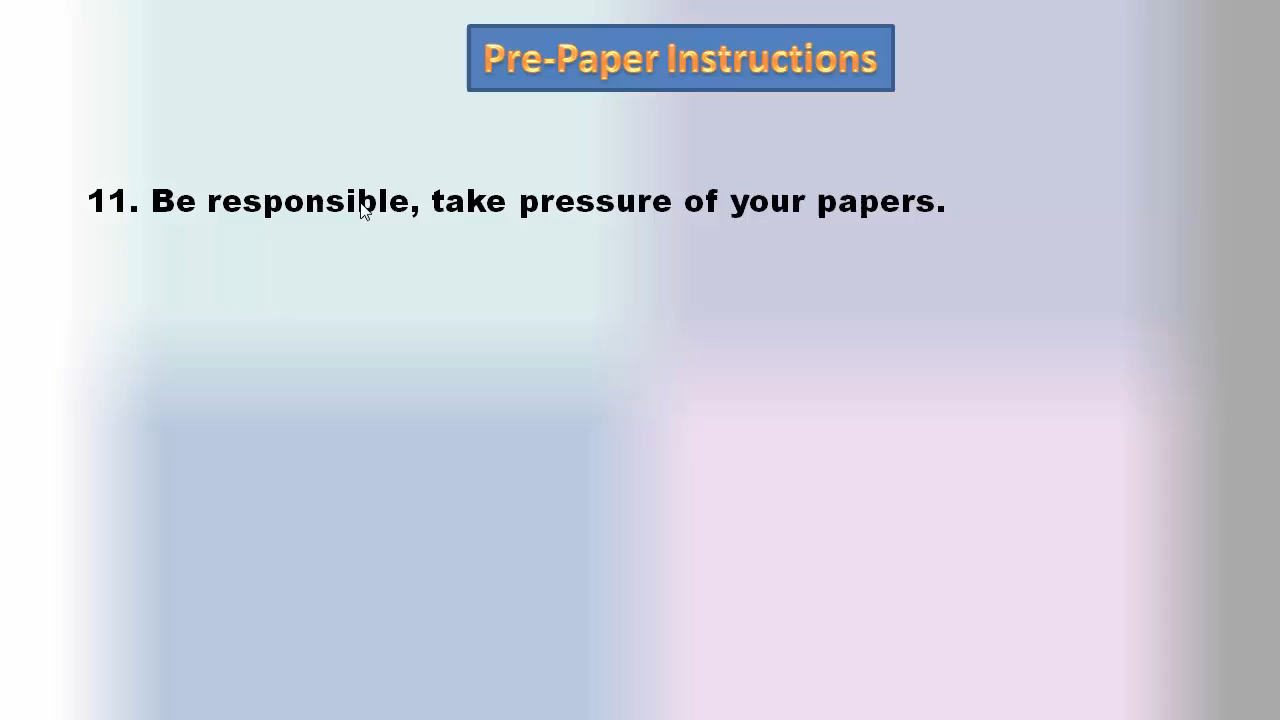 Pre-Paper Instructions
11. Be responsible, take pressure of your papers.